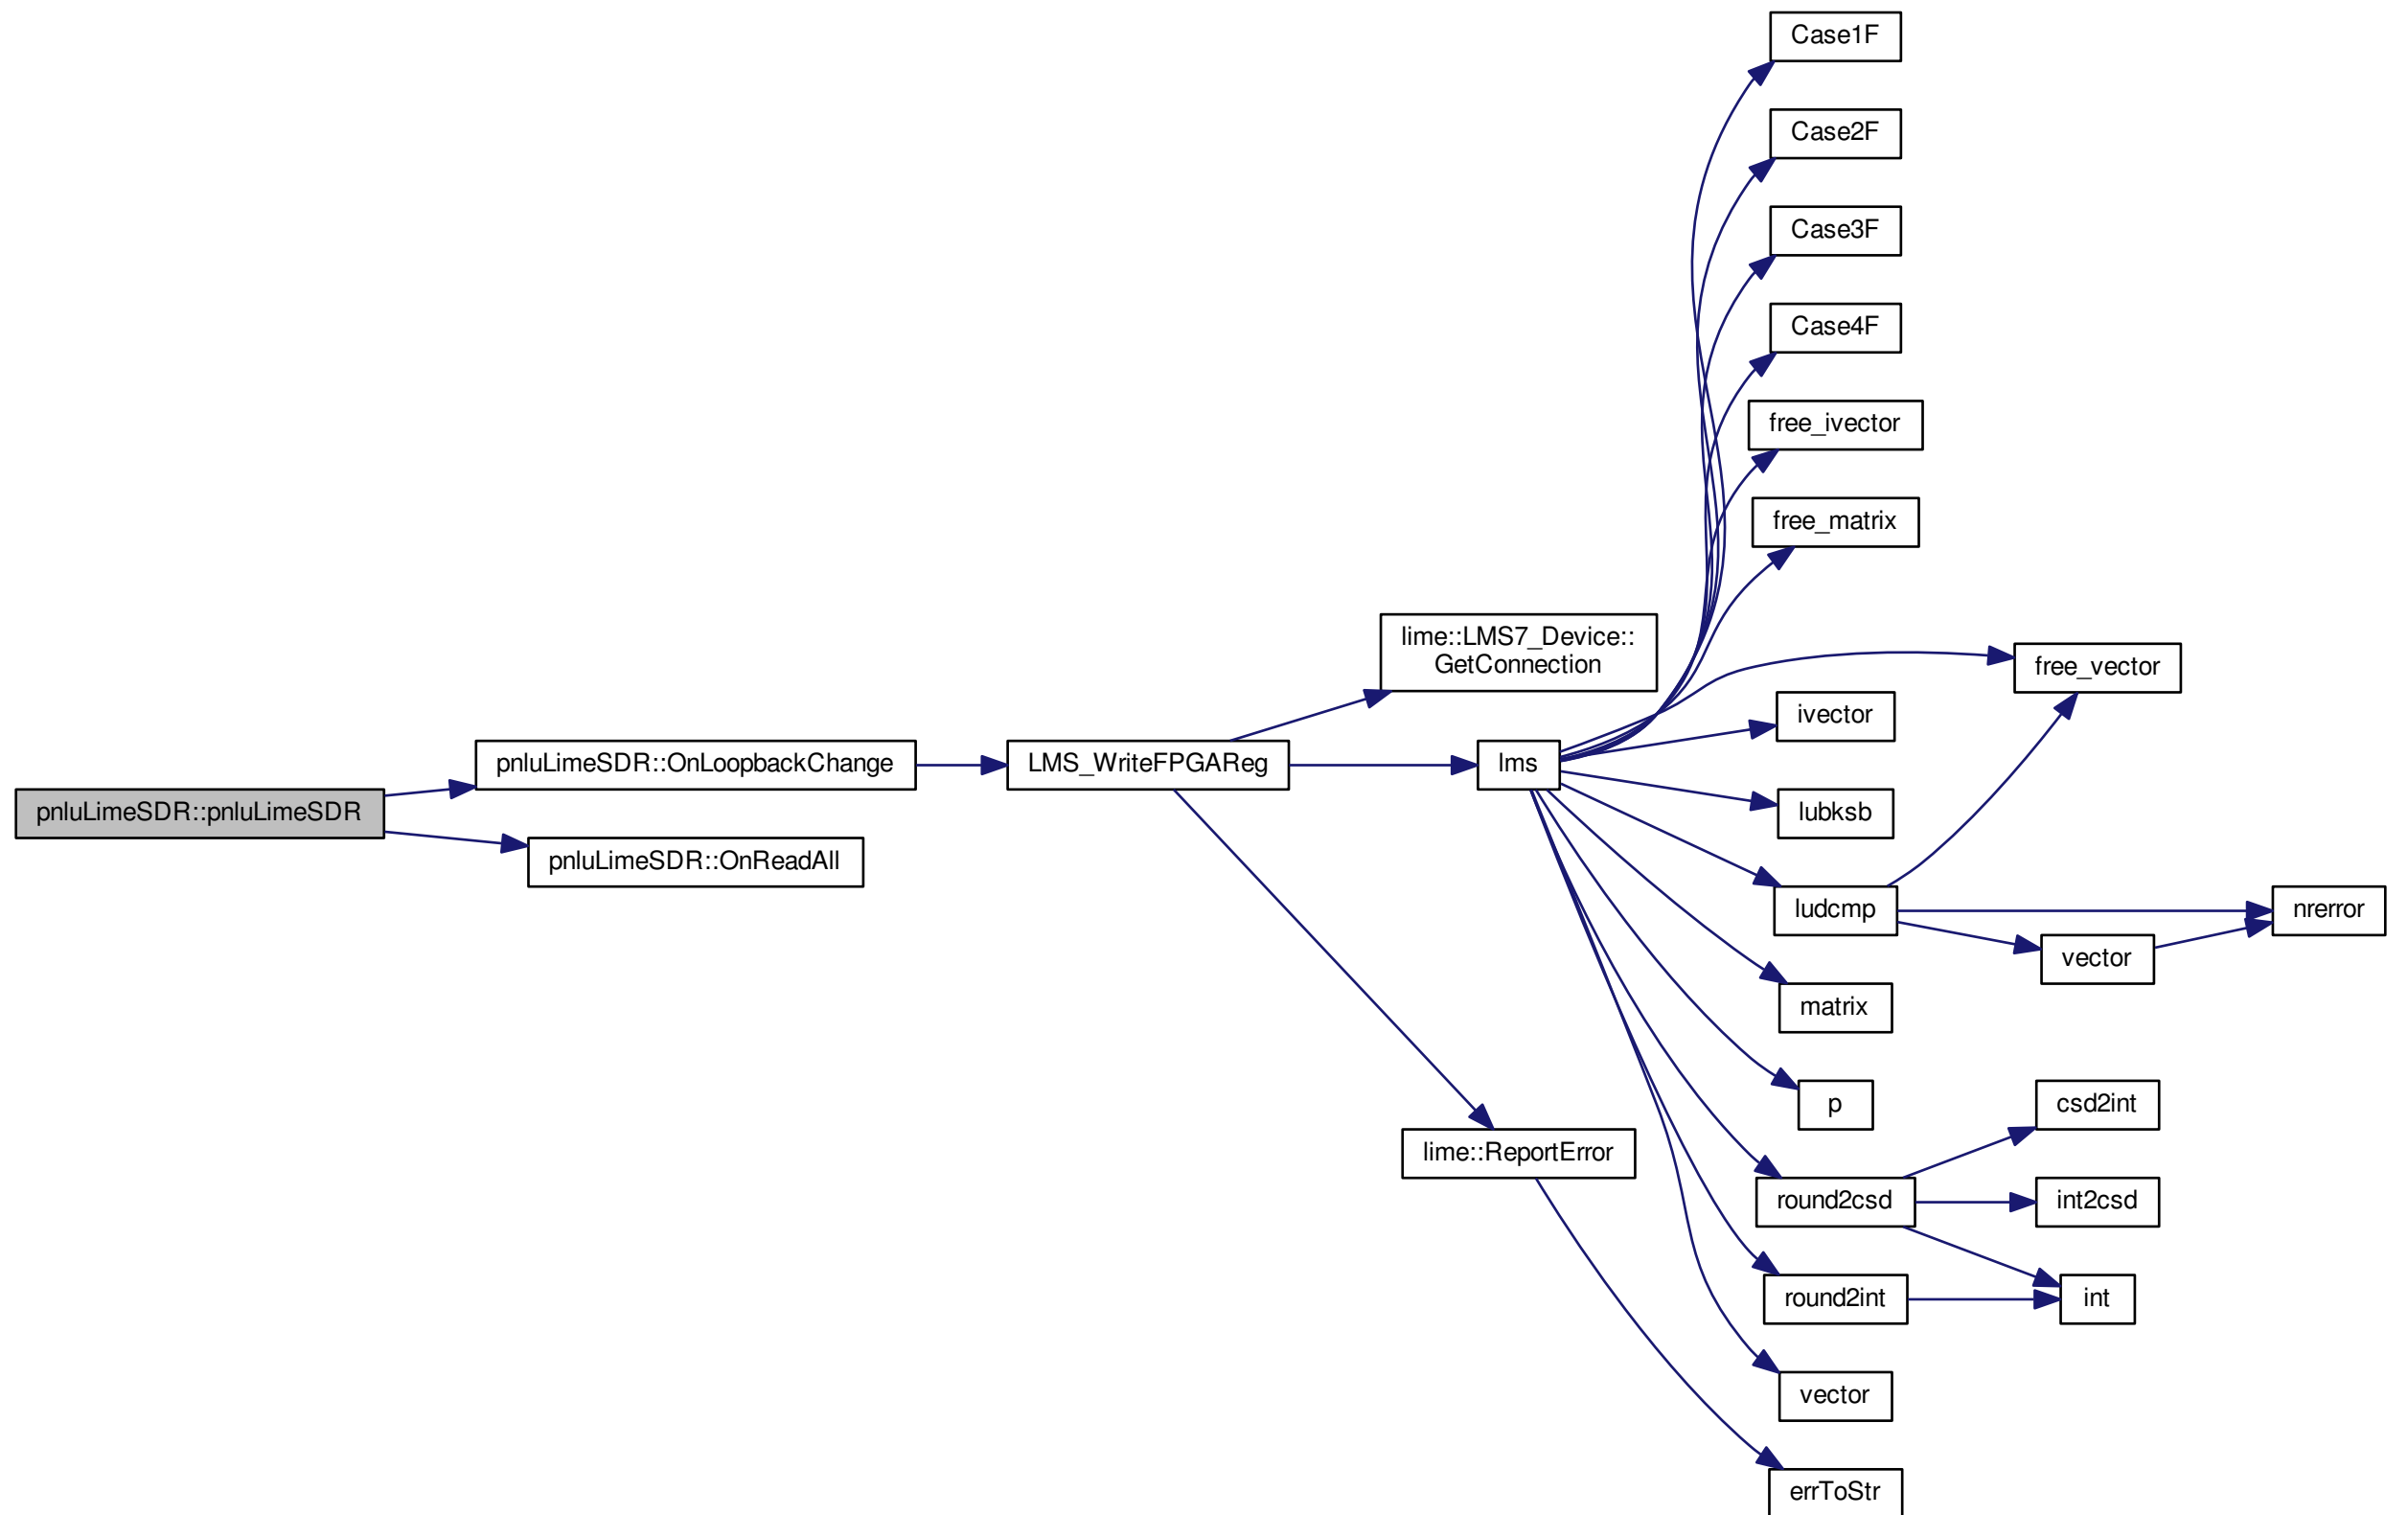 Case1F
Case2F
Case3F
Case4F
free_ivector
free_matrix
lime::LMS7_Device::
GetConnection
free_vector
ivector
pnluLimeSDR::OnLoopbackChange
LMS_WriteFPGAReg
lms
pnluLimeSDR::pnluLimeSDR
lubksb
pnluLimeSDR::OnReadAll
ludcmp
nrerror
vector
matrix
p
csd2int
lime::ReportError
round2csd
int2csd
round2int
int
vector
errToStr